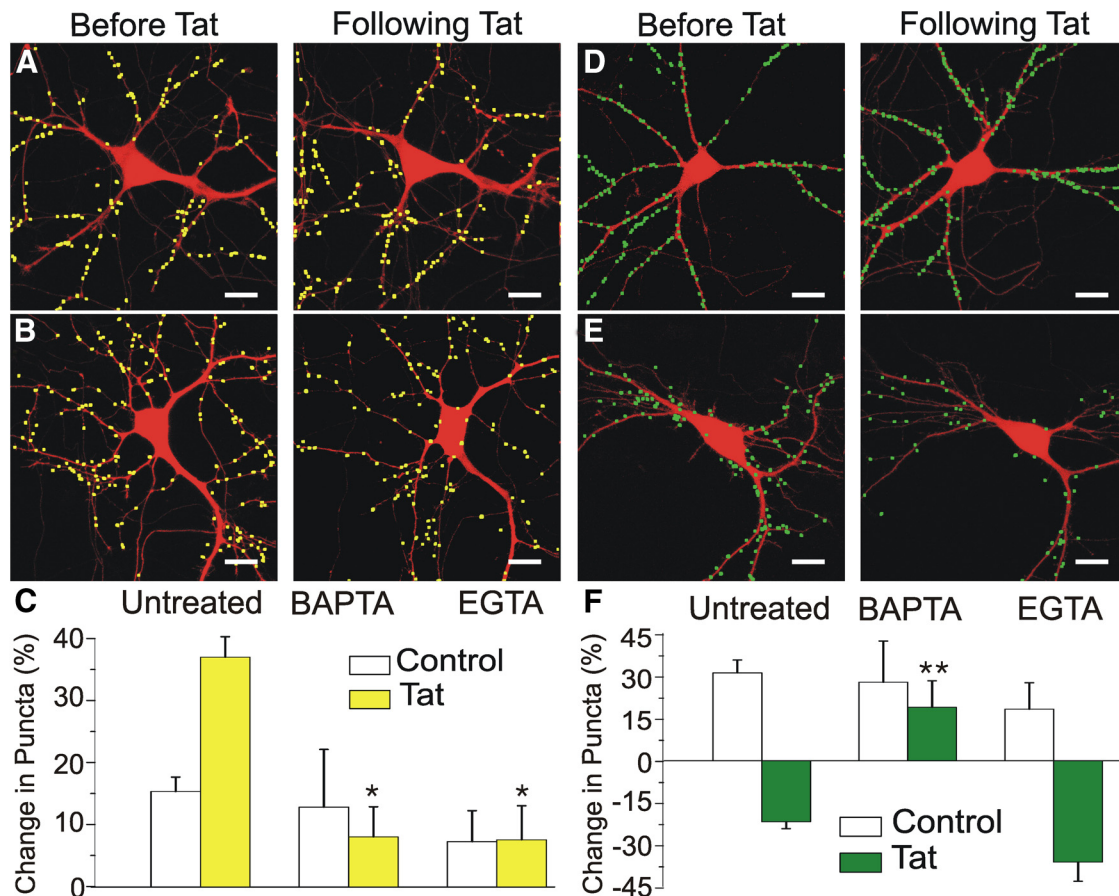 Before Tat Following Tat Before Tat Following Tat
A D
B E
C Untreated BAPTA EGTA
Change in Puncta (%)
40
30
20
10
0
Control
Tat
* *
F Untreated BAPTA EGTA
Change in Puncta (%)
45
30
15
0
-15
-30
-45
**
Control
Tat